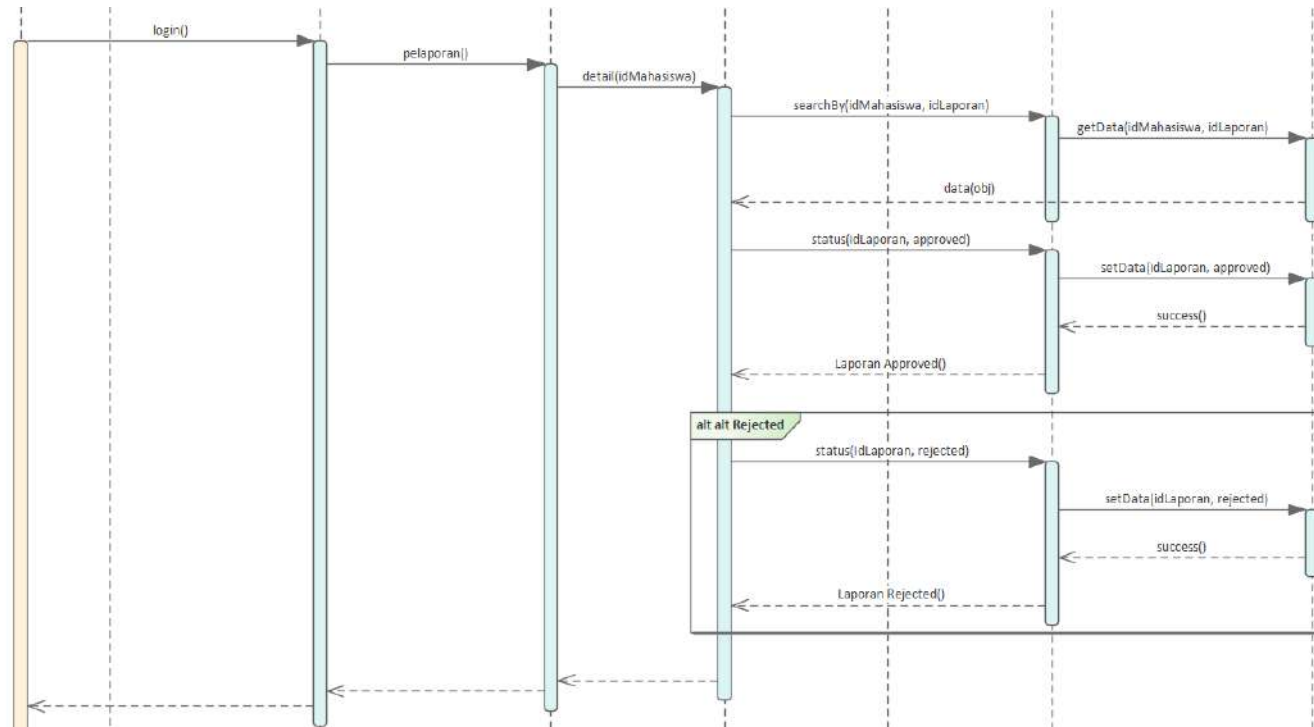 login()
pelaporan()
detail(idMahasiswa)
searchBy(idMahasiswa, idLaporan)
getData(idMahasiswa, idLaporan)
data(obj)
status(idLaporan, approved)
setData(idLaporan, approved)
success()
Laporan Approved()
alt alt Rejected
status(idLaporan, rejected)
setData(idLaporan, rejected)
success()
Laporan Rejected()